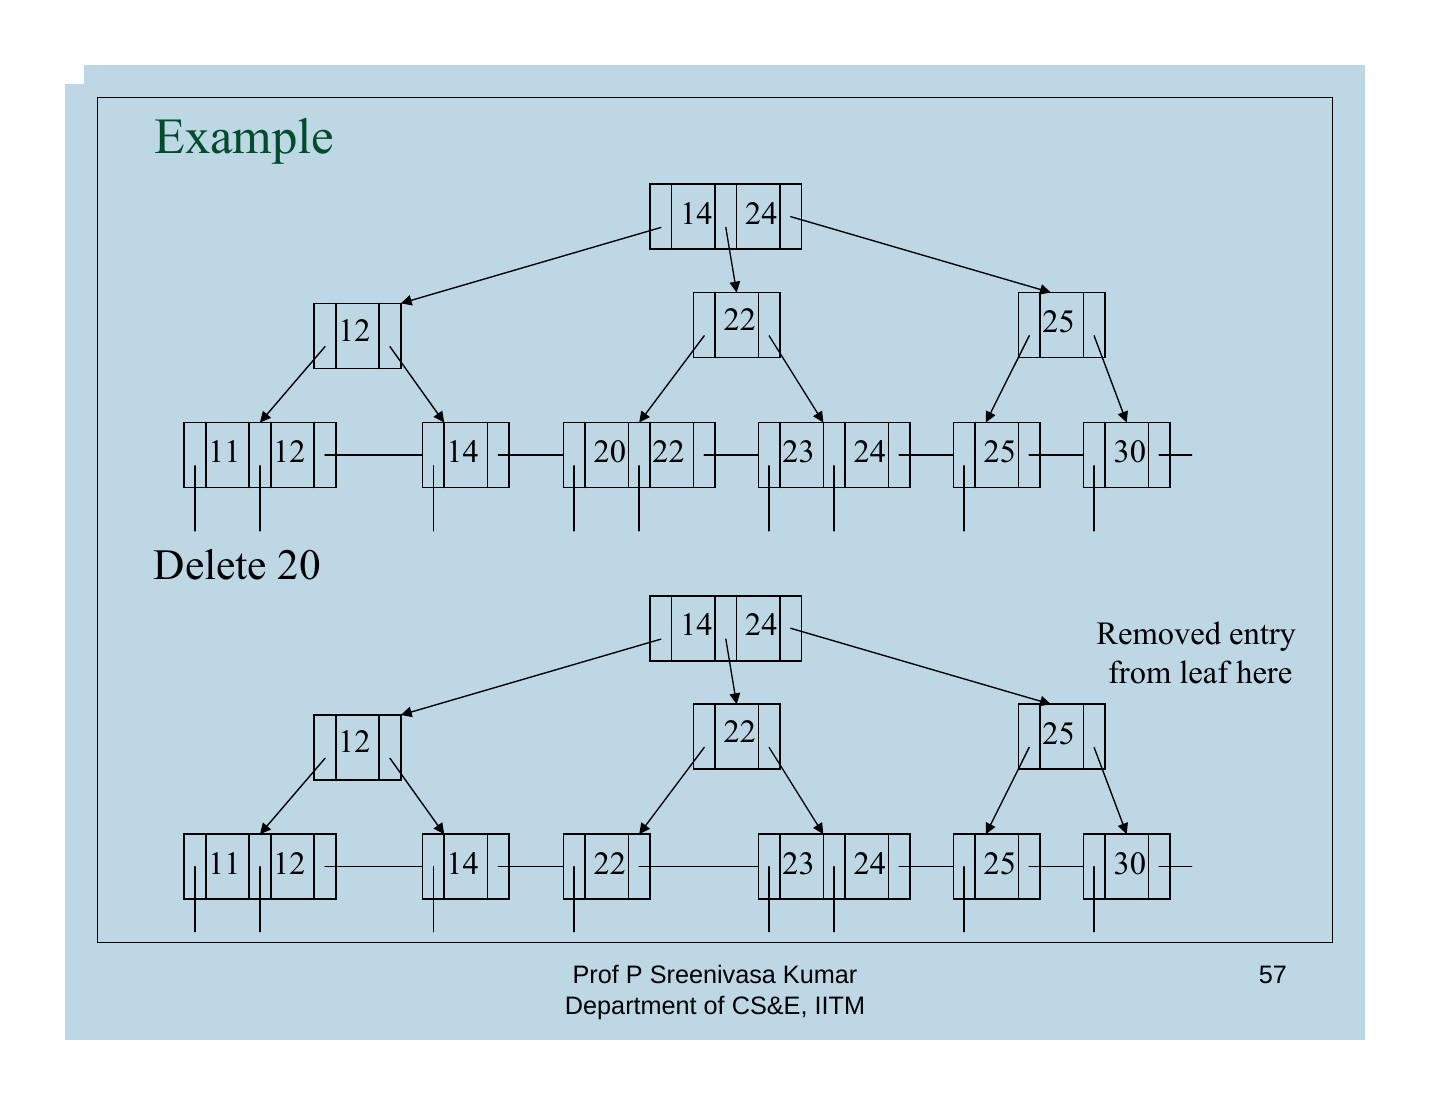 Example
14 24
12 22 25
11 12 14 20 22 23 24 25 30
Delete 20
14 24
Removed entry
from leaf here
12 22 25
11 12 14 22 23 24 25 30
Prof P Sreenivasa Kumar
Department of CS&E, IITM
57